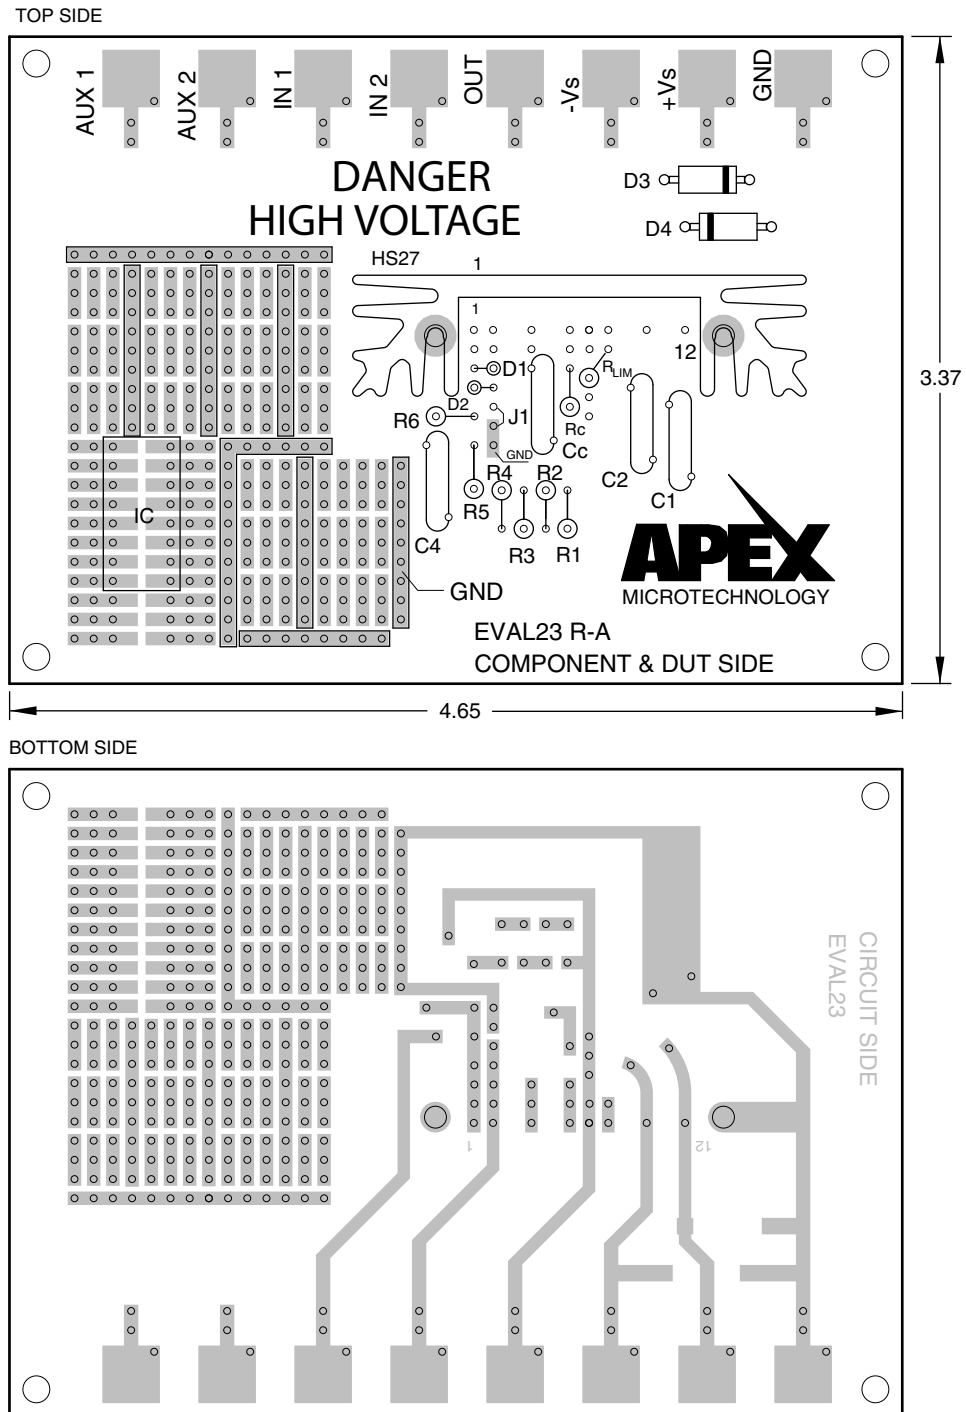 TOP SIDE
AUX 1
AUX 2
IN 1
IN 2
OUT
-Vs
+Vs
GND
DANGER
HIGH VOLTAGE
D3
D4
HS27
1
1
12
D1
RLIM
D2
J1
R6
Rc
Cc
GND
R4
R2
C2
C1
R5
C4
R3
R1
IC
GND
APEX
MICROTECHNOLOGY
EVAL23 R-A
COMPONENT & DUT SIDE
3.37
4.65
BOTTOM SIDE
CIRCUIT SIDE
EVAL23
1
12